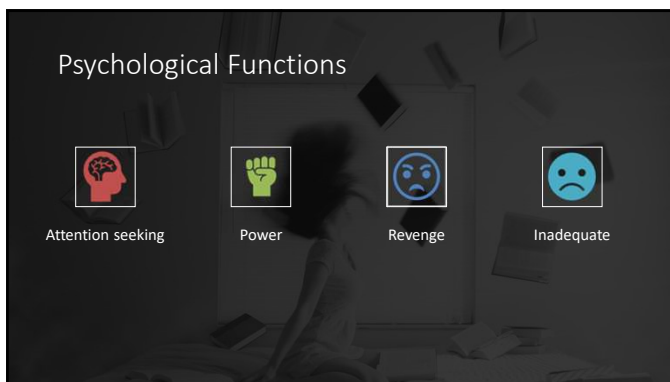 Psychological Functions
Attention seeking
Power
Revenge
Inadequate